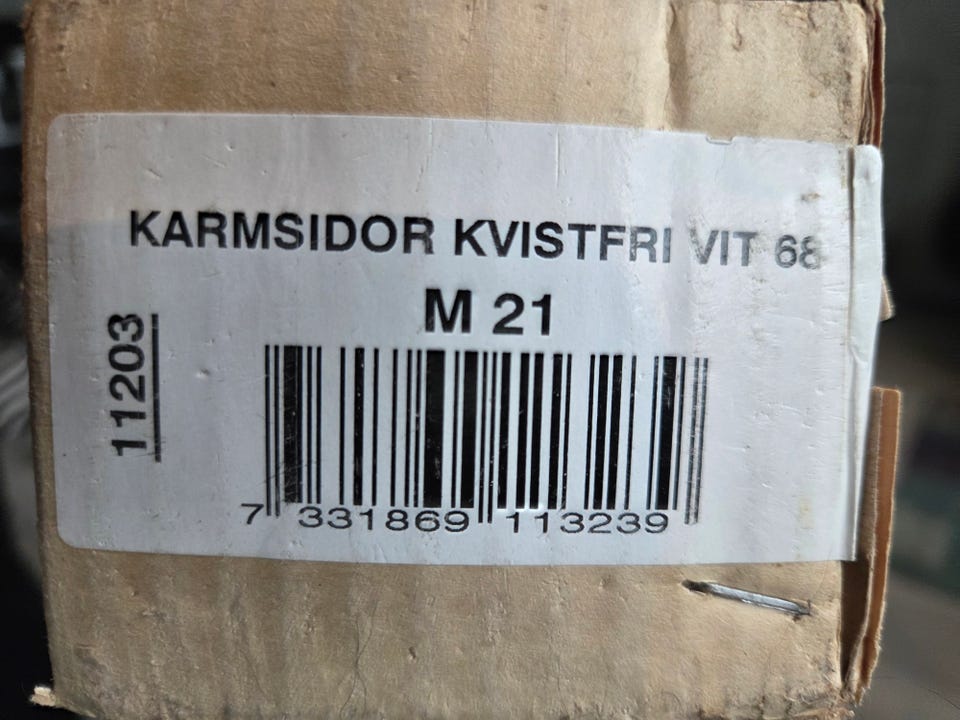 KARMSIDOR KVISTFRI VIT 68
M 21
11203
7 331869 113239